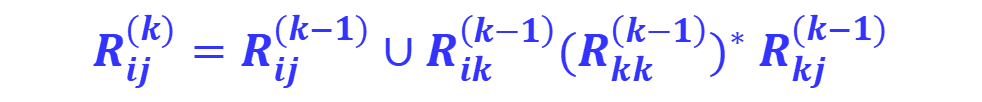 R_{ij}^{(k)} = R_{ij}^{(k-1)} ∪ R_{ik}^{(k-1)} (R_{kk}^{(k-1)})^* R_{kj}^{(k-1)}